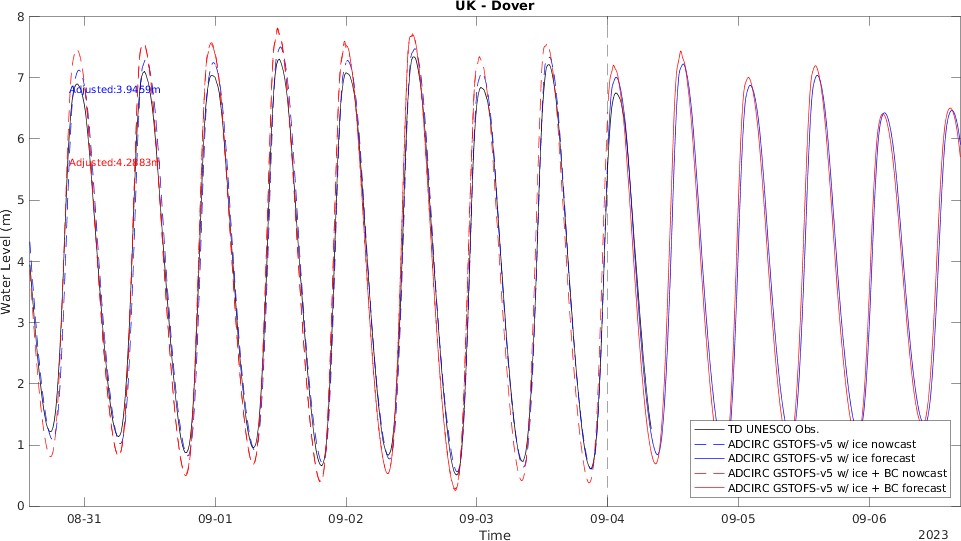 UK - Dover
8
7
6
5
4
3
2
1
0
Water Level (m)
Adjusted:3.9459m
Adjusted:4.2883m
TD UNESCO Obs.
ADCIRC GSTOFS-v5 w/ ice nowcast
ADCIRC GSTOFS-v5 w/ ice forecast
ADCIRC GSTOFS-v5 w/ ice + BC nowcast
ADCIRC GSTOFS-v5 w/ ice + BC forecast
08-31 09-01 09-02 09-03 09-04 09-05 09-06
Time
2023